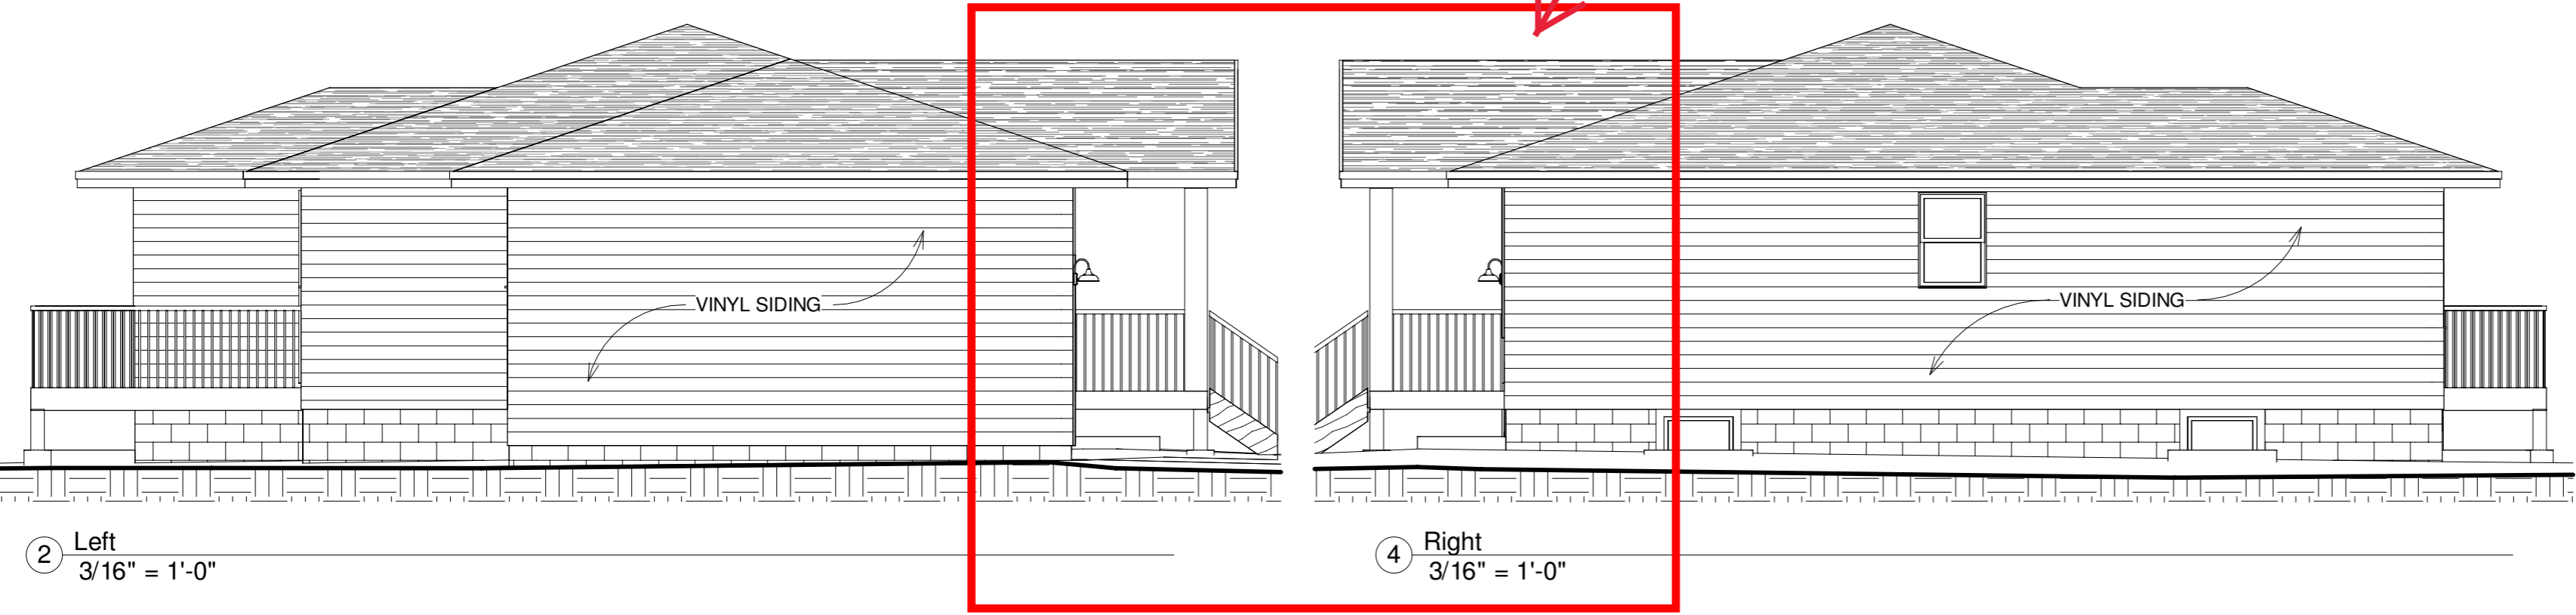 VINYL SIDING
VINYL SIDING
2 Left
3/16" = 1'-0"
4 Right
3/16" = 1'-0"